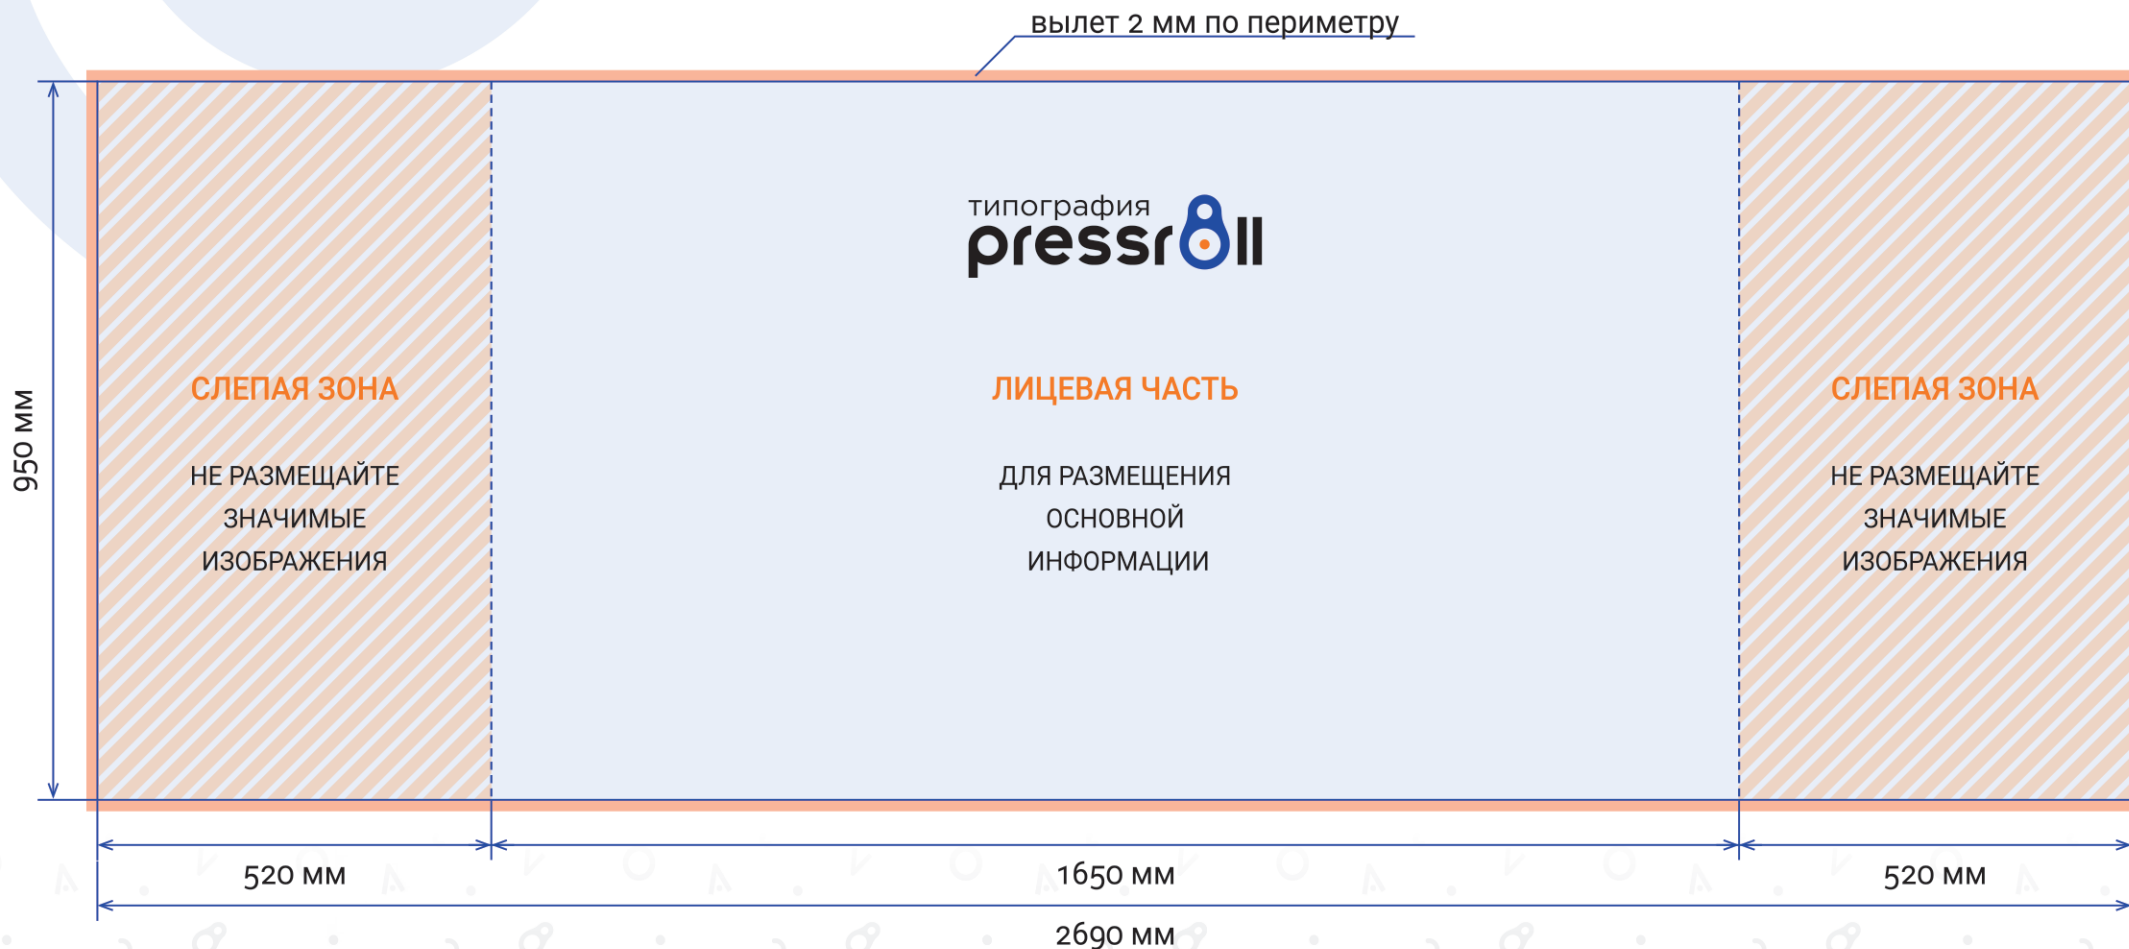 вылет 2 мм по периметру
типография
pressroll
СЛЕПАЯ ЗОНА
НЕ РАЗМЕЩАЙТЕ
ЗНАЧИМЫЕ
ИЗОБРАЖЕНИЯ
ЛИЦЕВАЯ ЧАСТЬ
ДЛЯ РАЗМЕЩЕНИЯ
ОСНОВНОЙ
ИНФОРМАЦИИ
СЛЕПАЯ ЗОНА
НЕ РАЗМЕЩАЙТЕ
ЗНАЧИМЫЕ
ИЗОБРАЖЕНИЯ
950 мм
520 мм
1650 мм
520 мм
2690 мм